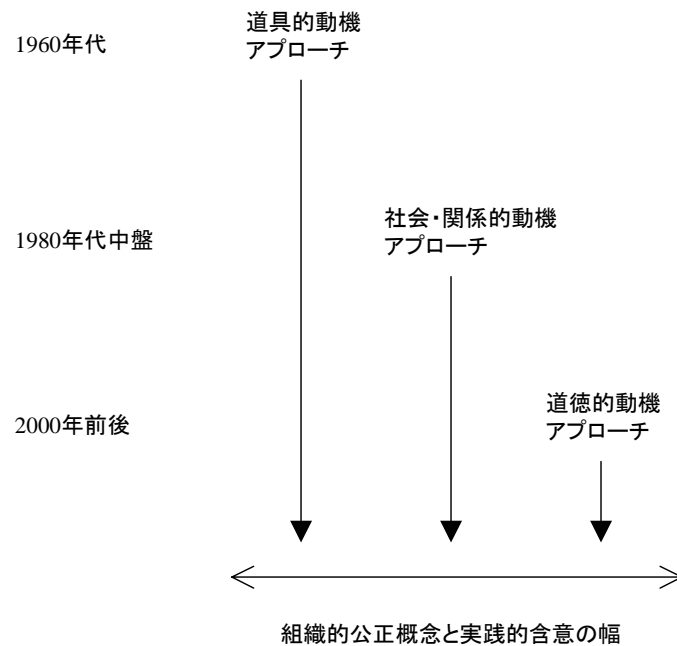 1960年代
道具的動機
アプローチ
1980年代中盤
社会・関係的動機
アプローチ
2000年前後
道徳的動機
アプローチ
組織的公正概念と実践的含意の幅